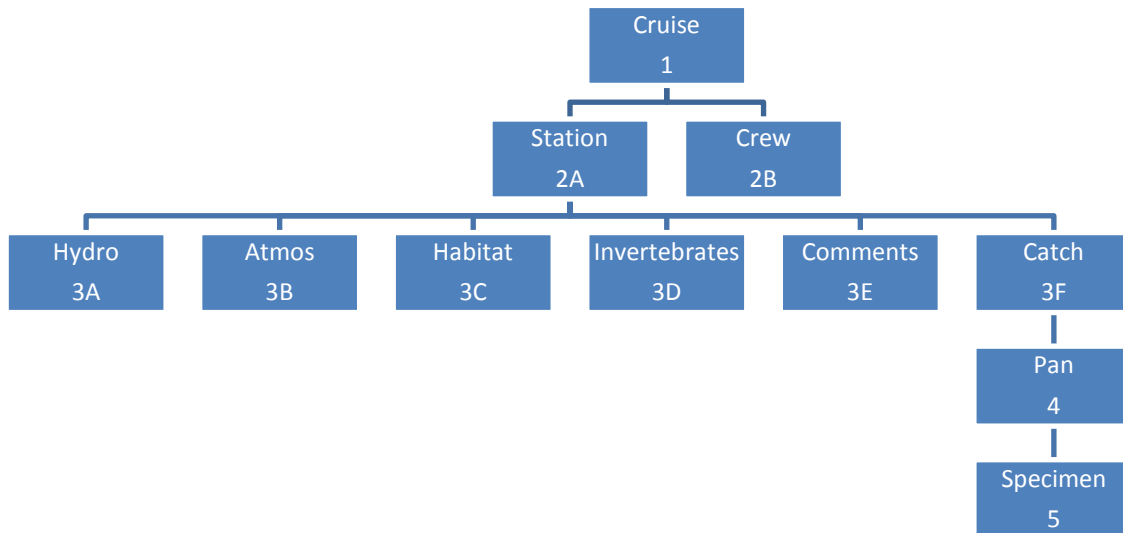 Cruise
1
Station
2A
Crew
2B
Hydro
3A
Atmos
3B
Habitat
3C
Invertebrates
3D
Comments
3E
Catch
3F
Pan
4
Specimen
5